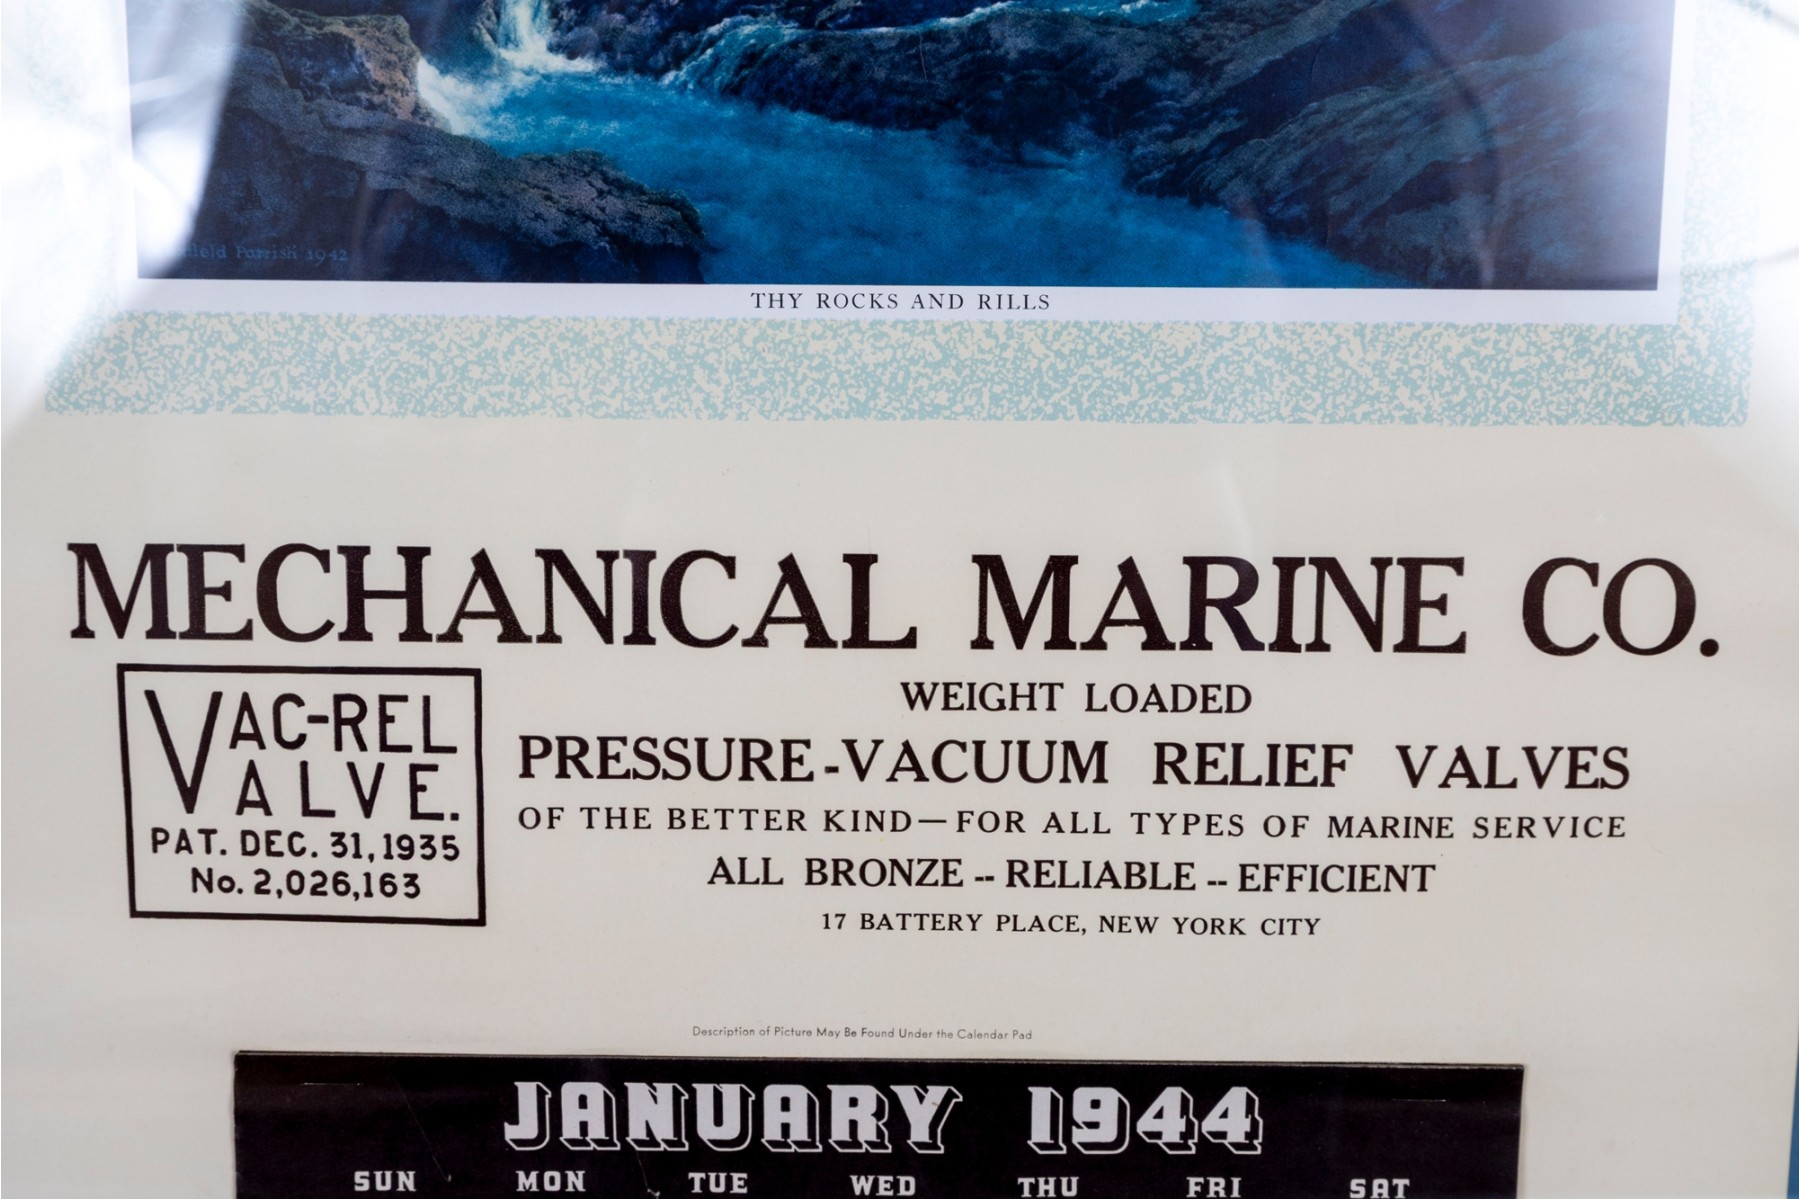 Parrish 1942
THY ROCKS AND RILLS
MECHANICAL MARINE CO.
VAC-REL
VALVE.
PAT. DEC. 31, 1935
No. 2,026,163
WEIGHT LOADED
PRESSURE-VACUUM RELIEF VALVES
OF THE BETTER KIND—FOR ALL TYPES OF MARINE SERVICE
ALL BRONZE -- RELIABLE -- EFFICIENT
17 BATTERY PLACE, NEW YORK CITY
Description of Picture May Be Found Under the Calendar Pad
JANUARY 1944
SUN MON TUE WED THU FRI SAT